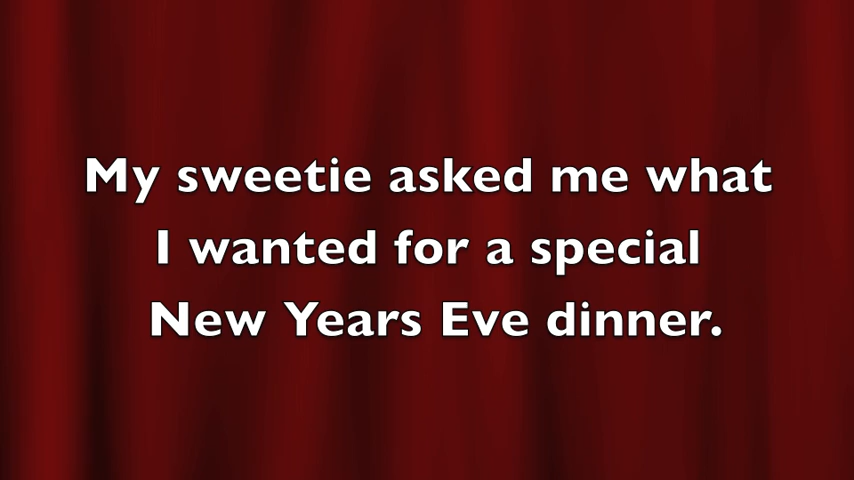 My sweetie asked me what
I wanted for a special
New Years Eve dinner.